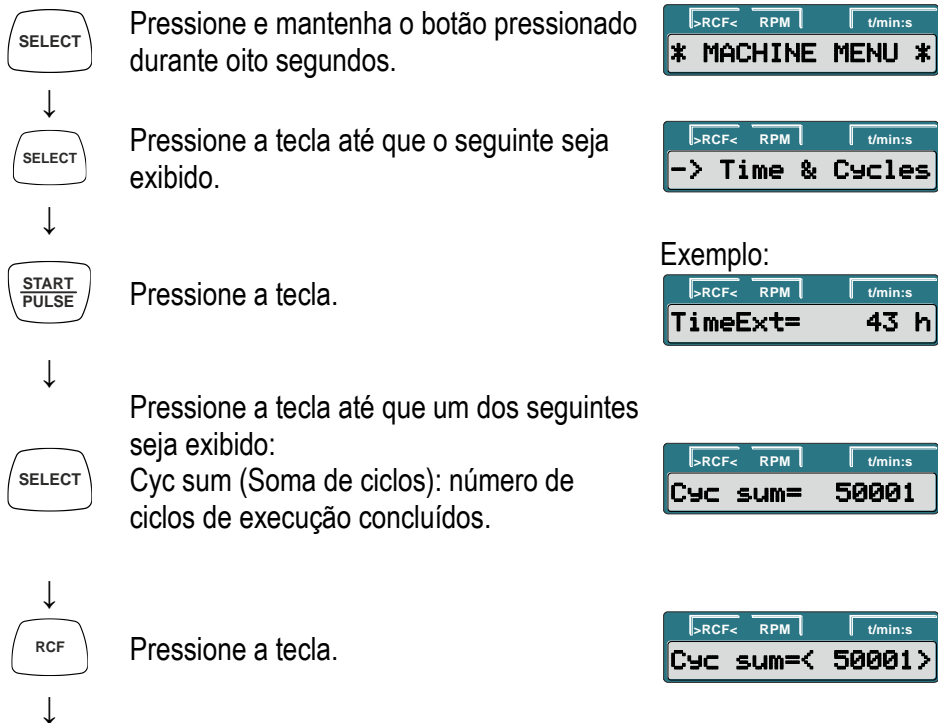 SELECT
Pressione e mantenha o botão pressionado
durante oito segundos.
>RCF< RPM t/min:s
* MACHINE MENU *
↓
SELECT
Pressione a tecla até que o seguinte seja
exibido.
>RCF< RPM t/min:s
-> Time & Cycles
↓
START
PULSE
Pressione a tecla.
Exemplo:
>RCF< RPM t/min:s
TimeExt= 43 h
↓
SELECT
Pressione a tecla até que um dos seguintes
seja exibido:
Cyc sum (Soma de ciclos): número de
ciclos de execução concluídos.
>RCF< RPM t/min:s
Cyc sum= 50001
↓
RCF
Pressione a tecla.
>RCF< RPM t/min:s
Cyc sum=< 50001>
↓